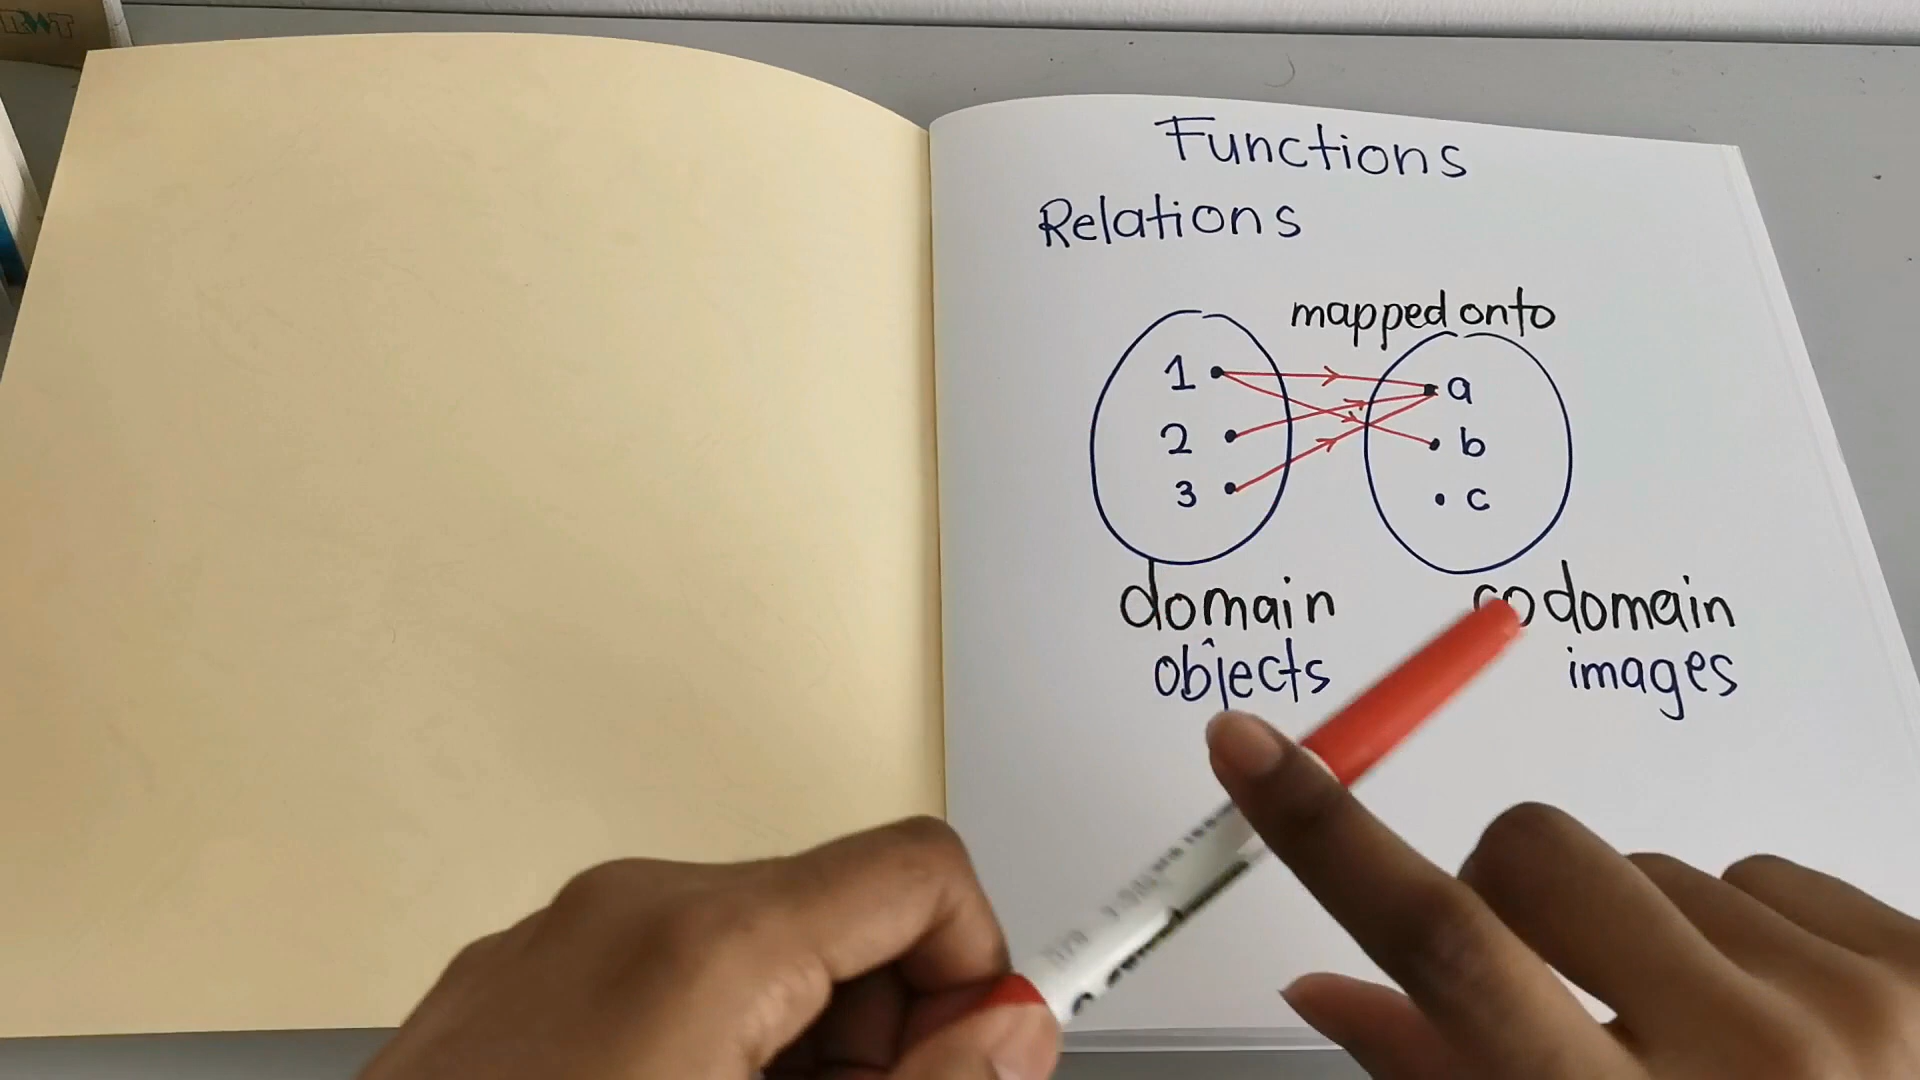 Functions
Relations
mapped onto
1 a
2 b
3 c
domain codomain
objects images